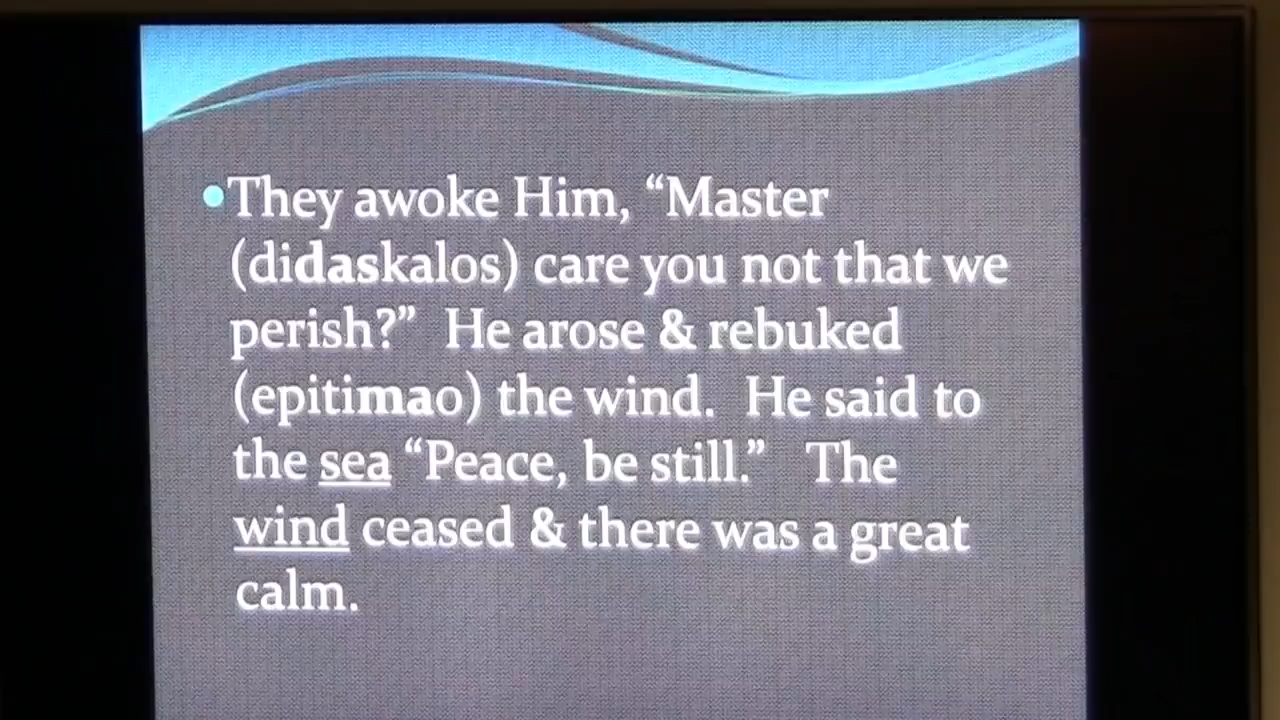 •They awoke Him, “Master
(didaskalos) care you not that we
perish?” He arose & rebuked
(epitimao) the wind. He said to
the sea “Peace, be still.” The
wind ceased & there was a great
calm.